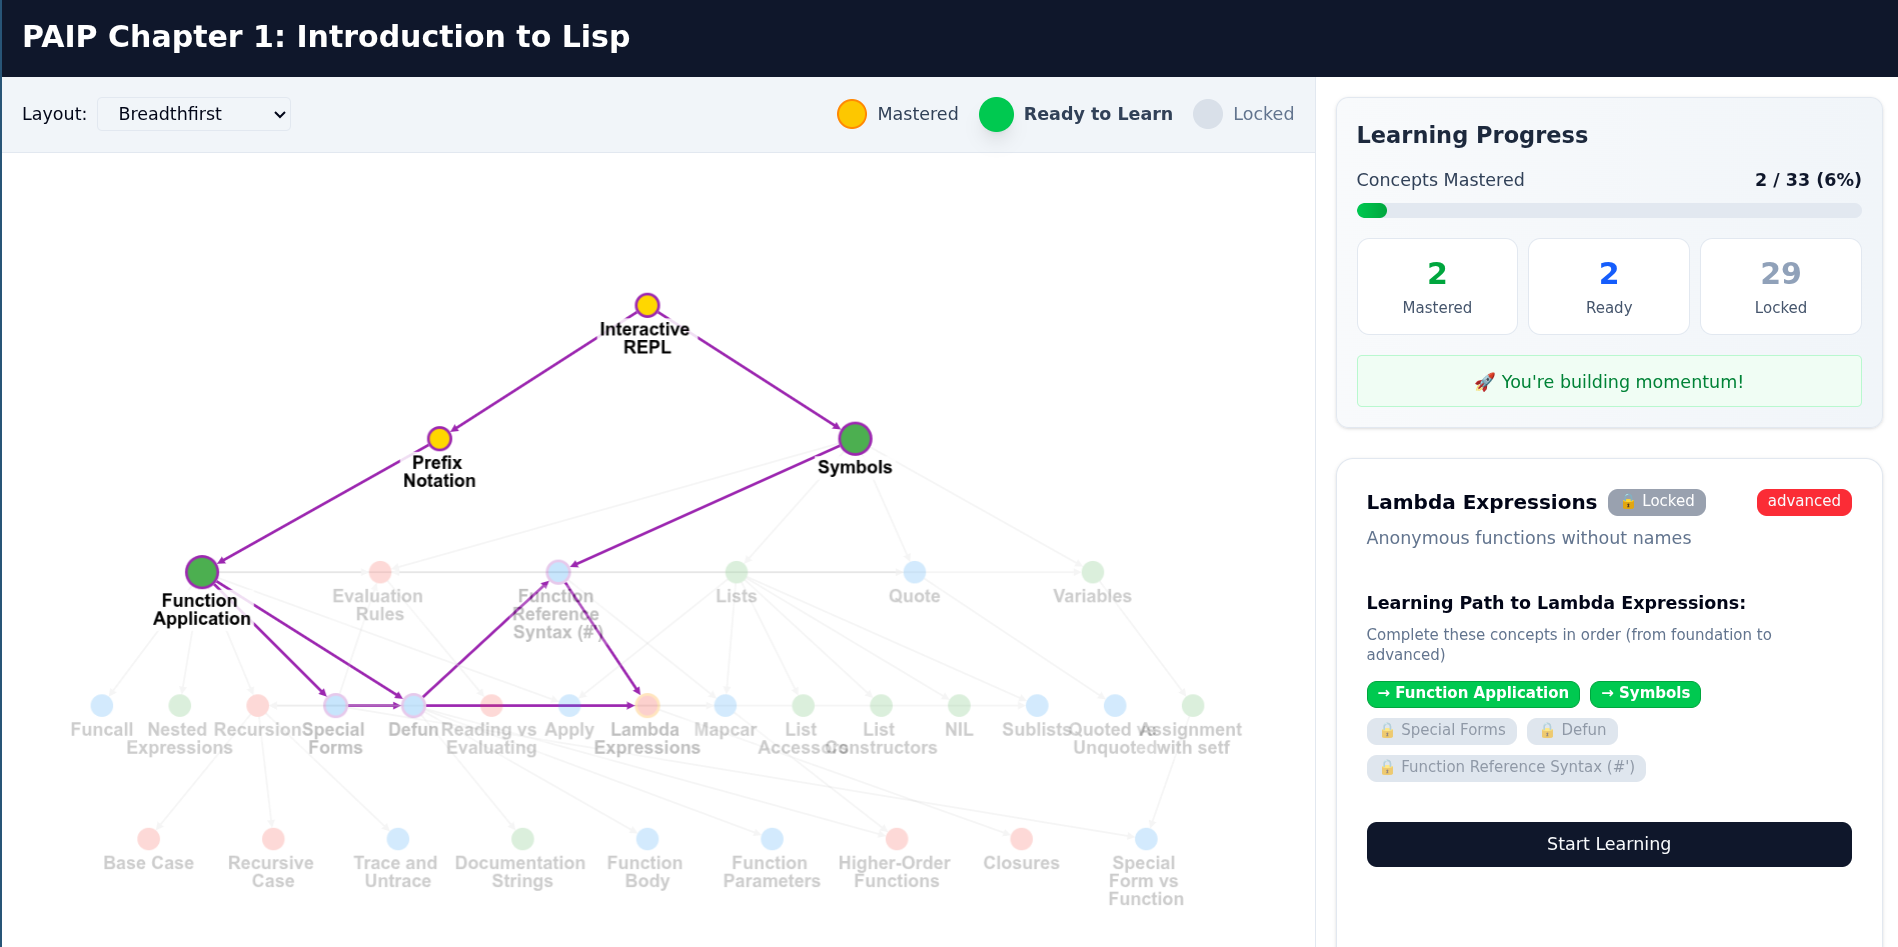 PAIP Chapter 1: Introduction to Lisp
Layout:
Breadthfirst
Mastered
Ready to Learn
Locked
Interactive
REPL
Prefix
Notation
Symbols
Function
Application
Evaluation
Rules
Function
Reference
Syntax (#')
Lists
Quote
Variables
Funcall
Nested
Expressions
Recursion
Special
Forms
Defun
Reading vs
Evaluating
Apply
Lambda
Expressions
Mapcar
List
Accessors
List
Constructors
NIL
Sublists
Quoted vs
Unquoted
Assignment
with setf
Base Case
Recursive
Case
Trace and
Untrace
Documentation
Strings
Function
Body
Function
Parameters
Higher-Order
Functions
Closures
Special
Form vs
Function
Learning Progress
Concepts Mastered
2 / 33 (6%)
2
Mastered
2
Ready
29
Locked
🚀 You're building momentum!
Lambda Expressions
🔒 Locked
advanced
Anonymous functions without names
Learning Path to Lambda Expressions:
Complete these concepts in order (from foundation to
advanced)
→ Function Application
→ Symbols
🔒 Special Forms
🔒 Defun
🔒 Function Reference Syntax (#')
Start Learning